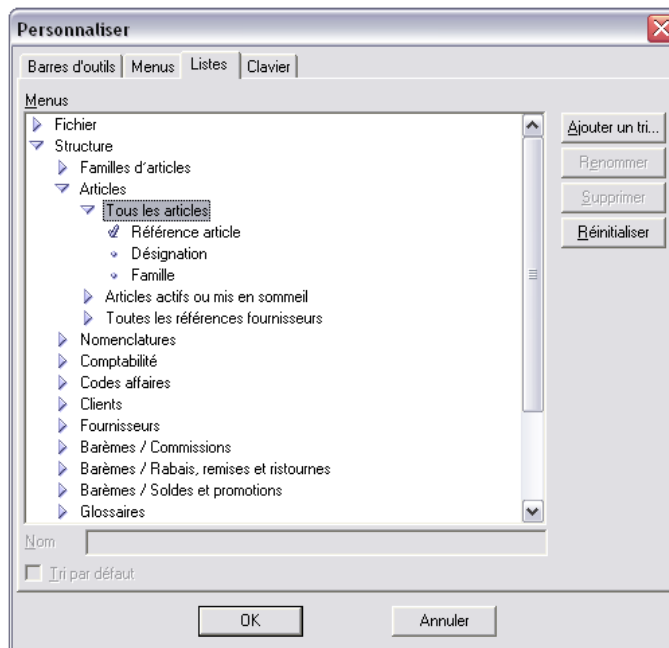 Personnaliser
Barres d'outils Menus Listes Clavier
Menus
Fichier
Structure
Familles d'articles
Articles
Tous les articles
Référence article
Désignation
Famille
Articles actifs ou mis en sommeil
Toutes les références fournisseurs
Nomenclatures
Comptabilité
Codes affaires
Clients
Fournisseurs
Barèmes / Commissions
Barèmes / Rabais, remises et ristournes
Barèmes / Soldes et promotions
Glossaires
Ajouter un tri...
Renommer
Supprimer
Réinitialiser
Nom
Tri par défaut
OK Annuler